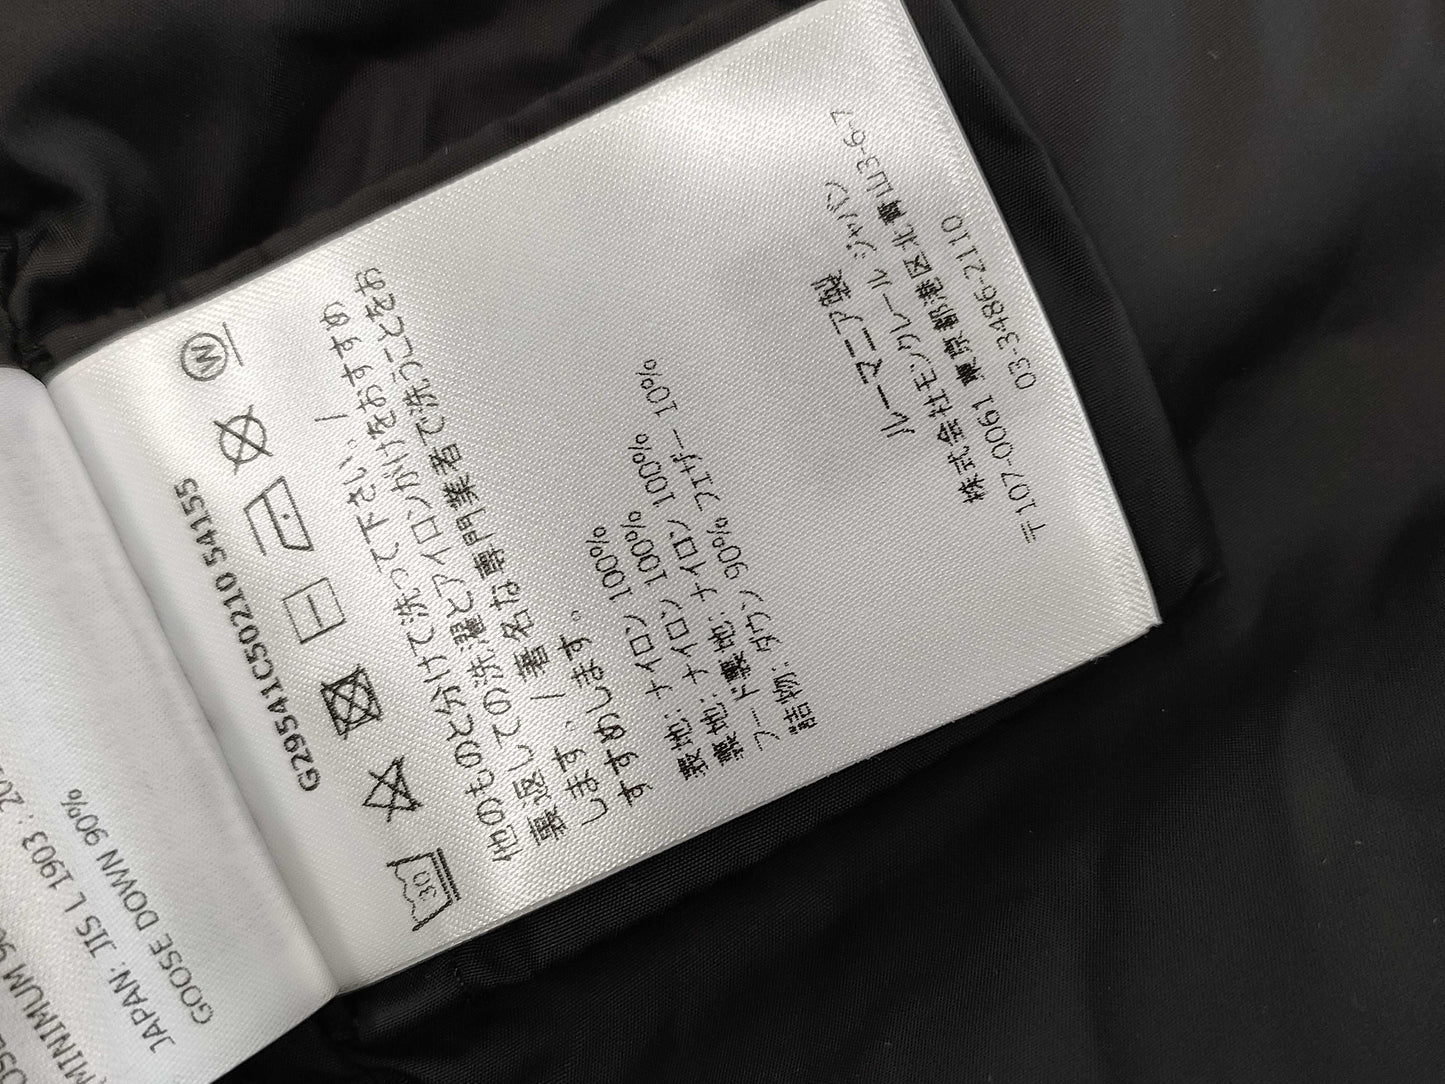 (MINIMUM
JAPAN: JIS L 1903 :
GOOSE DOWN 90%
G29541C50210 54155
30 W
他のものと分けて洗って下さい. /
裏返しての洗濯とアイロンがけをおすすめ
します. / 著名な専門業者で洗うことをお
すすめします.
表地: ナイロン 100%
裏地: ナイロン 100%
フード表地: ナイロン 100%
詰物: ダウン 90% フェザー 10%
ルーマニア製
株式会社モンクレール ジャパン
〒107-0061 東京都港区北青山3-6-7
03-3486-2110